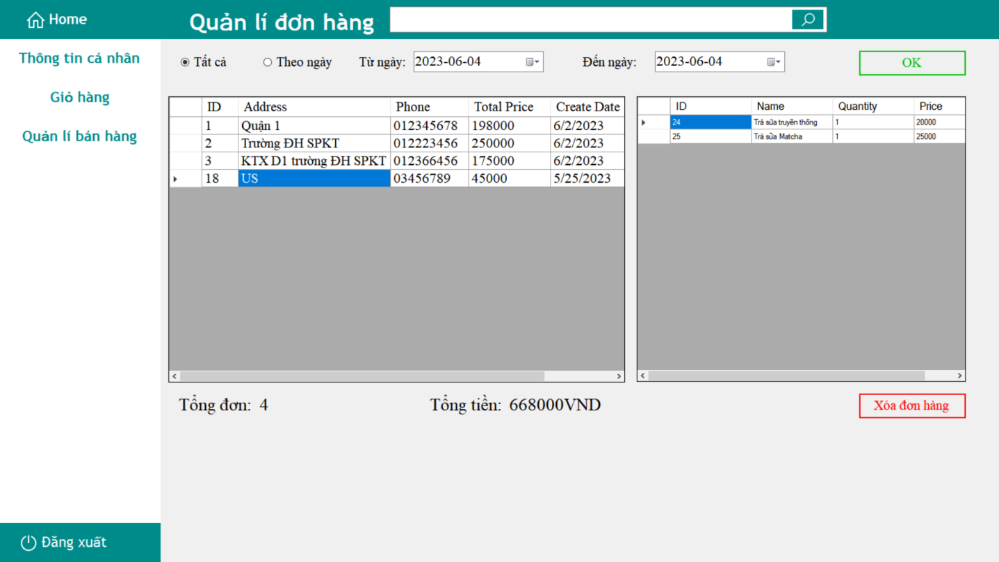 Home
Quản lí đơn hàng
Thông tin cá nhân
Giỏ hàng
Quản lí bán hàng
Tất cả Theo ngày Từ ngày: 2023-06-04 Đến ngày: 2023-06-04 OK
ID Address Phone Total Price Create Date
1 Quận 1 012345678 198000 6/2/2023
2 Trường ĐH SPKT 012223456 250000 6/2/2023
3 KTX D1 trường ĐH SPKT 012366456 175000 6/2/2023
18 US 03456789 45000 5/25/2023
ID Name Quantity Price
24 Trà sữa truyền thống 1 20000
25 Trà sữa Matcha 1 25000
Tổng đơn: 4 Tổng tiền: 668000VND Xóa đơn hàng
Đăng xuất